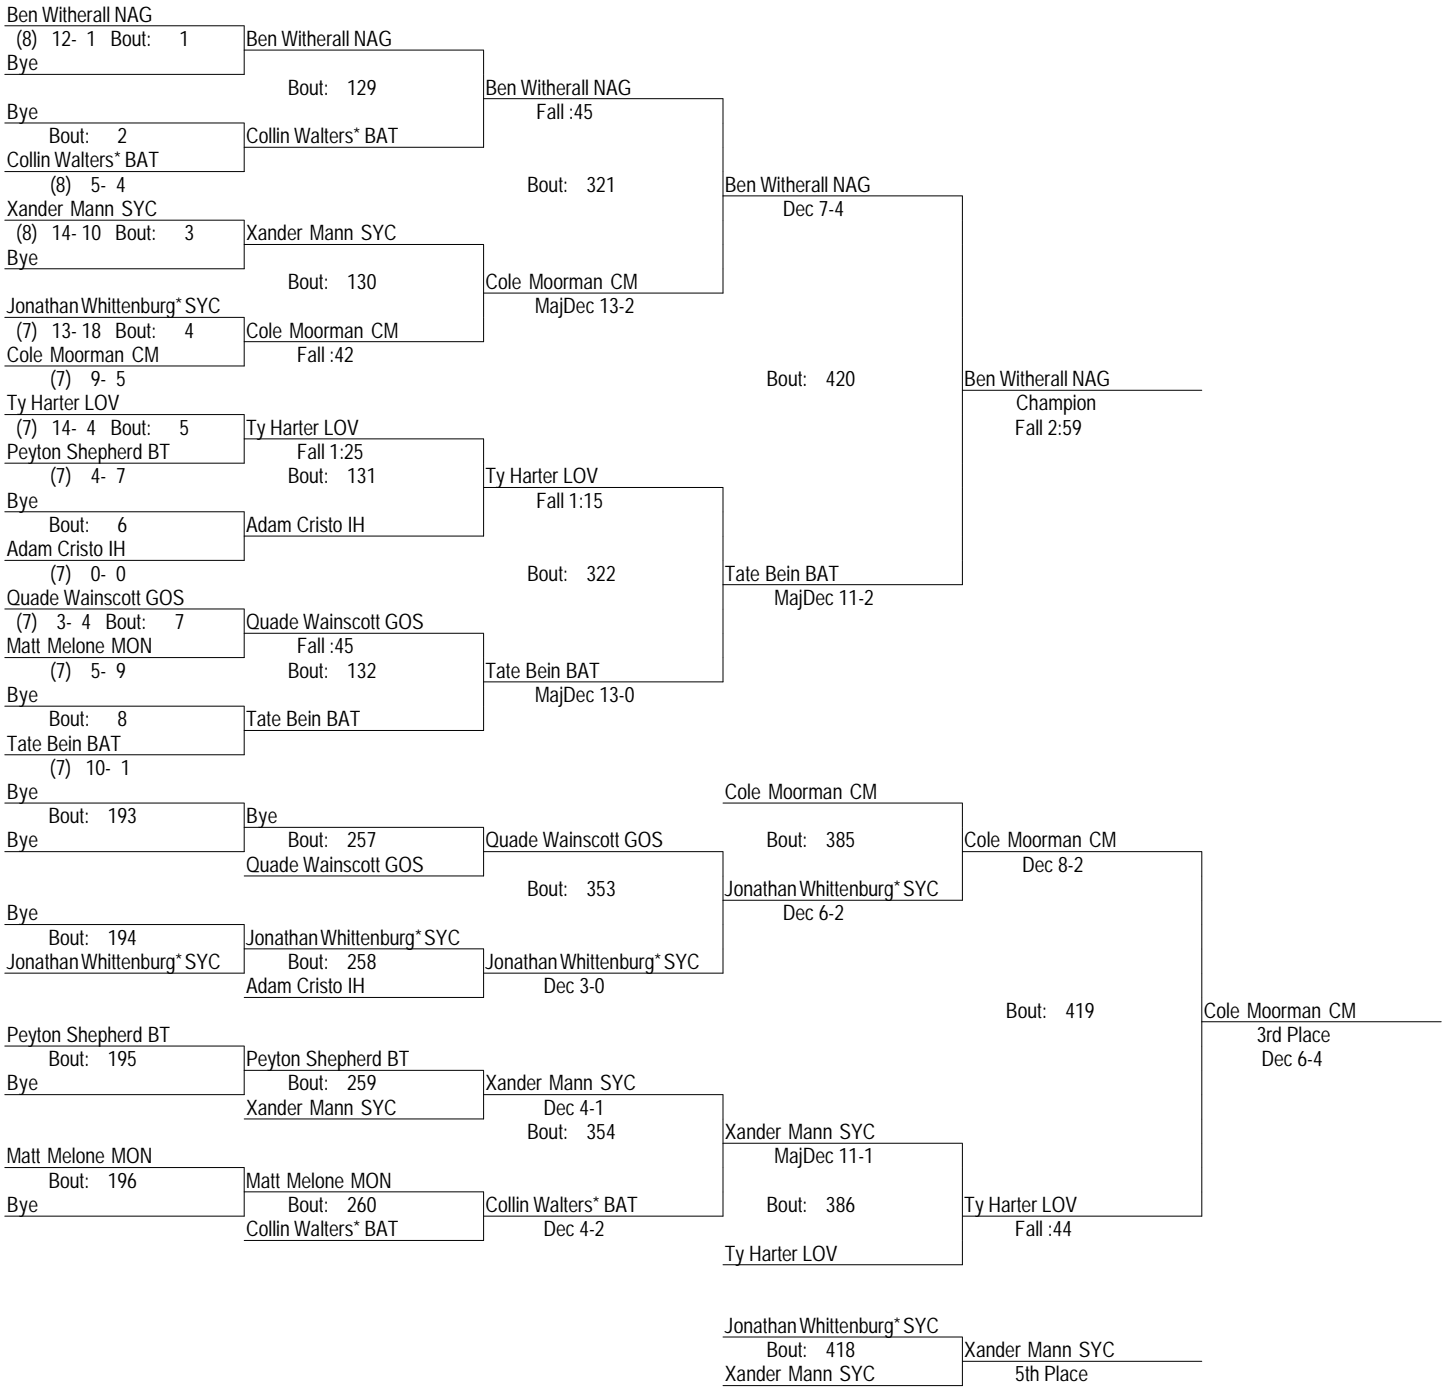 Ben Witherall NAG
(8) 12- 1 Bout: 1 Ben Witherall NAG
Bye
Bout: 129 Ben Witherall NAG
Bye Fall :45
Bout: 2 Collin Walters* BAT
Collin Walters* BAT
(8) 5- 4 Bout: 321 Ben Witherall NAG
Xander Mann SYC Dec 7-4
(8) 14- 10 Bout: 3 Xander Mann SYC
Bye
Bout: 130 Cole Moorman CM
Jonathan Whittenburg* SYC MajDec 13-2
(7) 13- 18 Bout: 4 Cole Moorman CM
Cole Moorman CM Fall :42
(7) 9- 5 Bout: 420 Ben Witherall NAG
Ty Harter LOV Champion
(7) 14- 4 Bout: 5 Ty Harter LOV Fall 2:59
Peyton Shepherd BT Fall 1:25
(7) 4- 7 Bout: 131 Ty Harter LOV
Bye Fall 1:15
Bout: 6 Adam Cristo IH
Adam Cristo IH
(7) 0- 0 Bout: 322 Tate Bein BAT
Quade Wainscott GOS MajDec 11-2
(7) 3- 4 Bout: 7 Quade Wainscott GOS
Matt Melone MON Fall :45
(7) 5- 9 Bout: 132 Tate Bein BAT
Bye MajDec 13-0
Bout: 8 Tate Bein BAT
Tate Bein BAT
(7) 10- 1
Bye Cole Moorman CM
Bout: 193 Bye
Bye Bout: 257 Quade Wainscott GOS Bout: 385 Cole Moorman CM
Quade Wainscott GOS Dec 8-2
Bout: 353 Jonathan Whittenburg* SYC
Bye Dec 6-2
Bout: 194 Jonathan Whittenburg* SYC
Jonathan Whittenburg* SYC Bout: 258 Jonathan Whittenburg* SYC
Adam Cristo IH Dec 3-0
Bout: 419 Cole Moorman CM
Peyton Shepherd BT 3rd Place
Bout: 195 Peyton Shepherd BT Dec 6-4
Bye Bout: 259 Xander Mann SYC
Xander Mann SYC Dec 4-1
Bout: 354 Xander Mann SYC
Matt Melone MON MajDec 11-1
Bout: 196 Matt Melone MON
Bye Bout: 260 Collin Walters* BAT Bout: 386 Ty Harter LOV
Collin Walters* BAT Dec 4-2 Fall :44
Ty Harter LOV
Jonathan Whittenburg* SYC
Bout: 418 Xander Mann SYC
Xander Mann SYC 5th Place